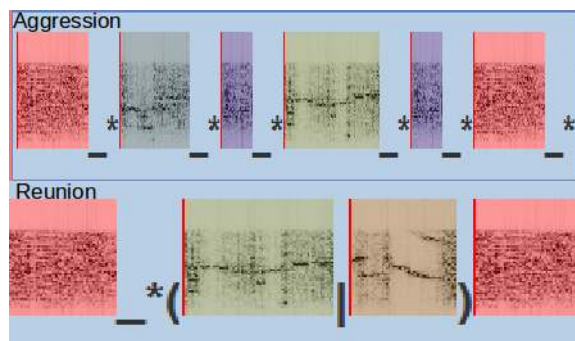 Aggression
_* _* _* _* _* _*
Reunion
_*( | )